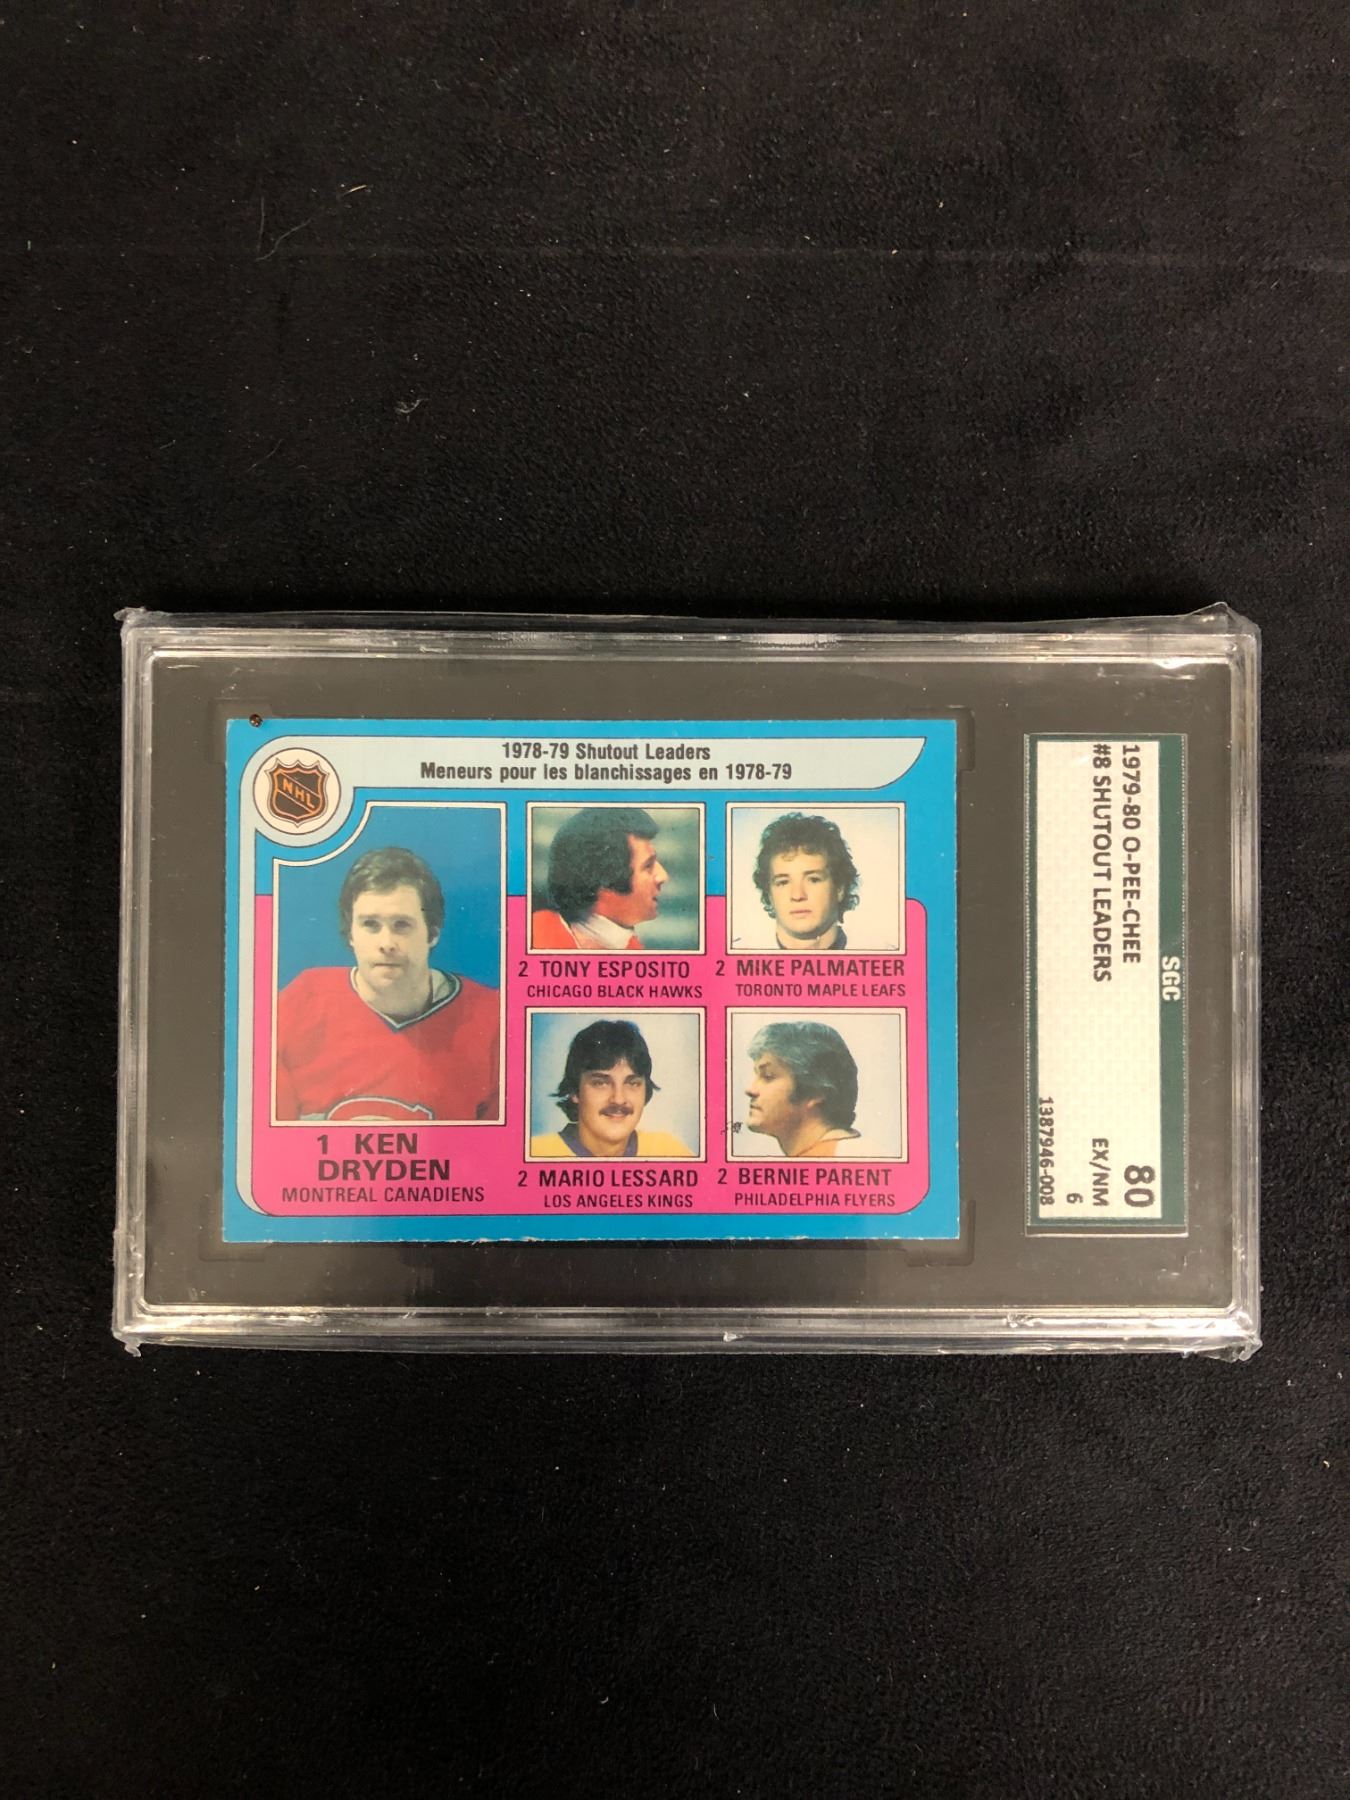 1978-79 Shutout Leaders
Meneurs pour les blanchissages en 1978-79
NHL
1 KEN
DRYDEN
MONTREAL CANADIENS
2 TONY ESPOSITO
CHICAGO BLACK HAWKS
2 MIKE PALMATEER
TORONTO MAPLE LEAFS
2 MARIO LESSARD
LOS ANGELES KINGS
2 BERNIE PARENT
PHILADELPHIA FLYERS
SGC
1979-80 O-PEE-CHEE
#8 SHUTOUT LEADERS
80
EX/NM
6
1387946-008